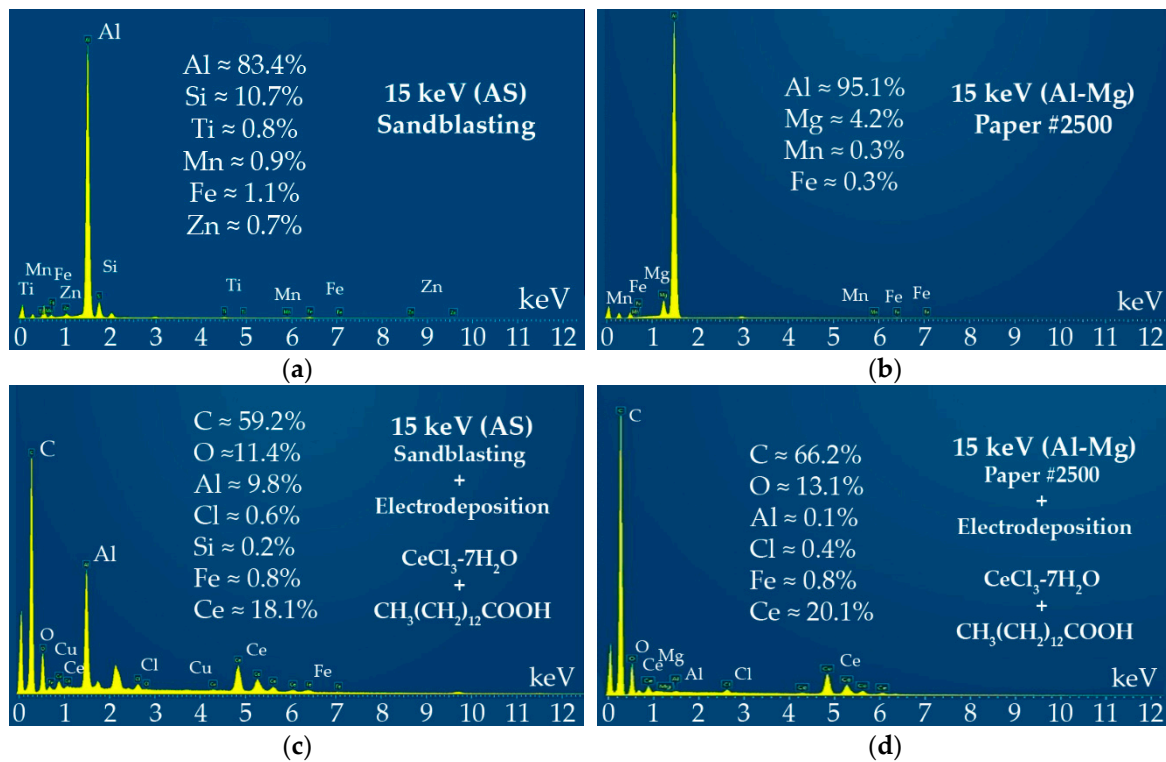 Al
Al ≈ 83.4%
Si ≈ 10.7%
Ti ≈ 0.8%
Mn ≈ 0.9%
Fe ≈ 1.1%
Zn ≈ 0.7%
15 keV (AS)
Sandblasting
Mn Fe Si
Ti Zn Ti Mn Fe Zn
keV
0 1 2 3 4 5 6 7 8 9 10 11 12
(a)
Al ≈ 95.1%
Mg ≈ 4.2%
Mn ≈ 0.3%
Fe ≈ 0.3%
15 keV (Al-Mg)
Paper #2500
Fe Mg
Mn Mn Fe Fe
keV
0 1 2 3 4 5 6 7 8 9 10 11 12
(b)
C
C ≈ 59.2%
O ≈11.4%
Al ≈ 9.8%
Cl ≈ 0.6%
Si ≈ 0.2%
Fe ≈ 0.8%
Ce ≈ 18.1%
15 keV (AS)
Sandblasting
+
Electrodeposition
CeCl₃-7H₂O
+
CH₃(CH₂)₁₂COOH
Al
O Cu
Ce Cl Cu Ce Fe
keV
0 1 2 3 4 5 6 7 8 9 10 11 12
(c)
C
C ≈ 66.2%
O ≈ 13.1%
Al ≈ 0.1%
Cl ≈ 0.4%
Fe ≈ 0.8%
Ce ≈ 20.1%
15 keV (Al-Mg)
Paper #2500
+
Electrodeposition
CeCl₃-7H₂O
+
CH₃(CH₂)₁₂COOH
O
Ce Mg Al Cl Ce
keV
0 1 2 3 4 5 6 7 8 9 10 11 12
(d)